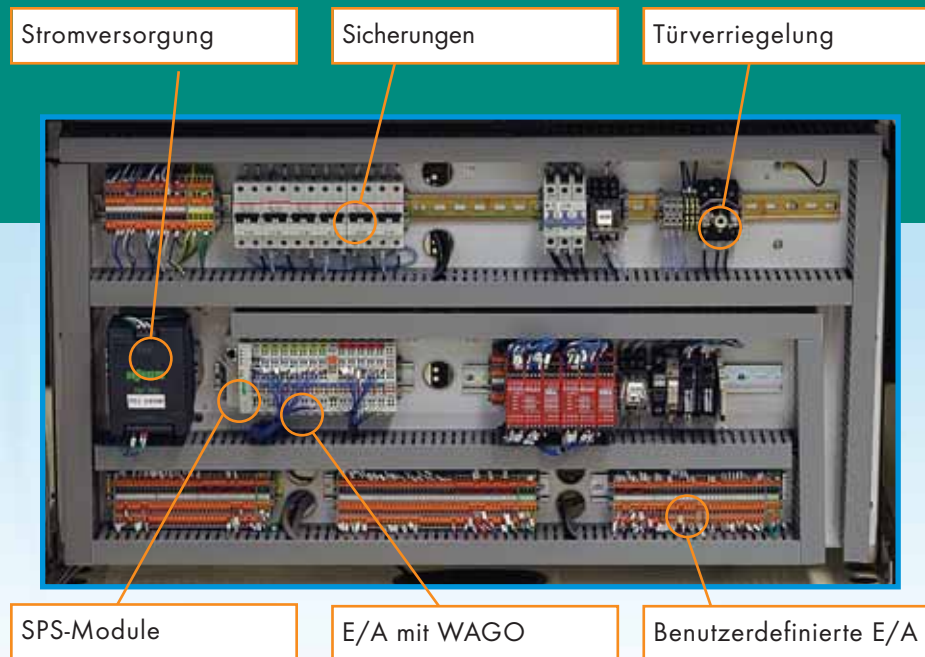 Stromversorgung
Sicherungen
Türverriegelung
SPS-Module
E/A mit WAGO
Benutzerdefinierte E/A